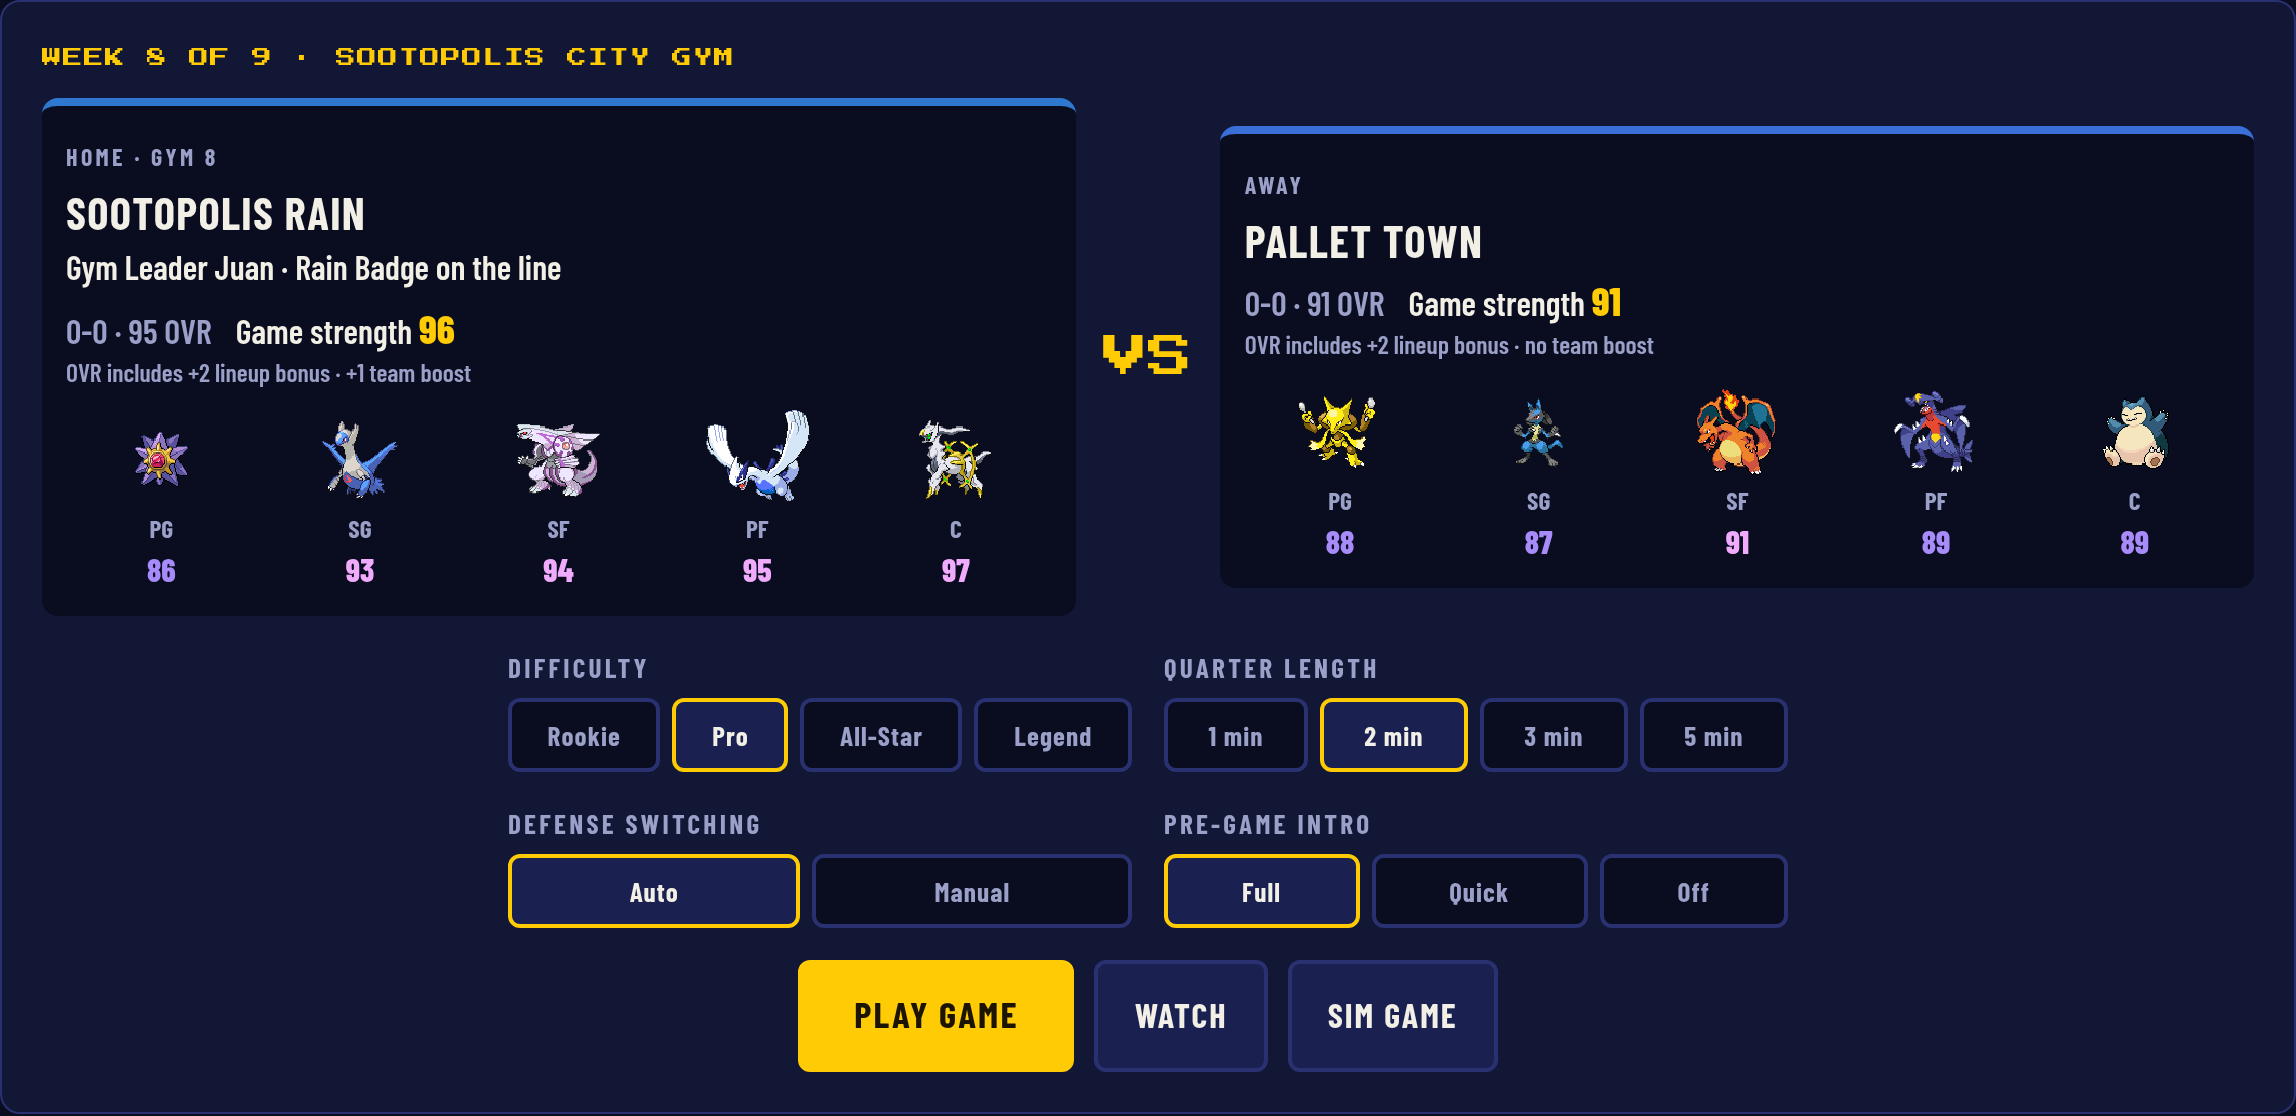 WEEK 8 OF 9 · SOOTOPOLIS CITY GYM
HOME · GYM 8
SOOTOPOLIS RAIN
Gym Leader Juan · Rain Badge on the line
0-0 · 95 OVR Game strength 96
OVR includes +2 lineup bonus · +1 team boost
PG SG SF PF C
86 93 94 95 97
VS
AWAY
PALLET TOWN
0-0 · 91 OVR Game strength 91
OVR includes +2 lineup bonus · no team boost
PG SG SF PF C
88 87 91 89 89
DIFFICULTY
Rookie Pro All-Star Legend
QUARTER LENGTH
1 min 2 min 3 min 5 min
DEFENSE SWITCHING
Auto Manual
PRE-GAME INTRO
Full Quick Off
PLAY GAME WATCH SIM GAME